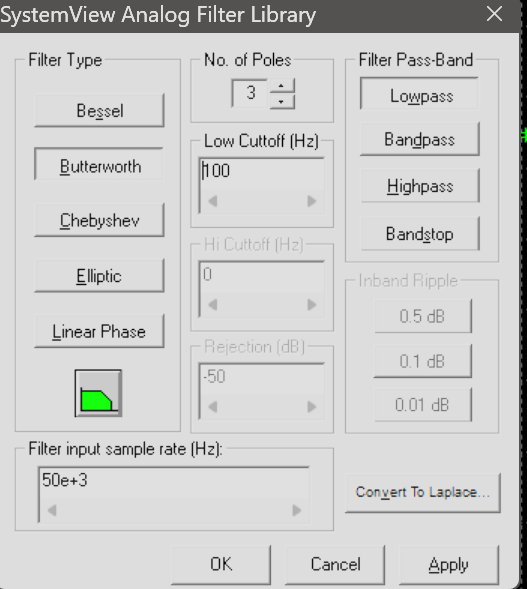 SystemView Analog Filter Library
Filter Type
Bessel
Butterworth
Chebyshev
Elliptic
Linear Phase
No. of Poles
3
Low Cuttoff (Hz)
100
Hi Cuttoff (Hz)
0
Rejection (dB)
-50
Filter Pass-Band
Lowpass
Bandpass
Highpass
Bandstop
Inband Ripple
0.5 dB
0.1 dB
0.01 dB
Filter input sample rate (Hz):
50e+3
Convert To Laplace...
OK
Cancel
Apply